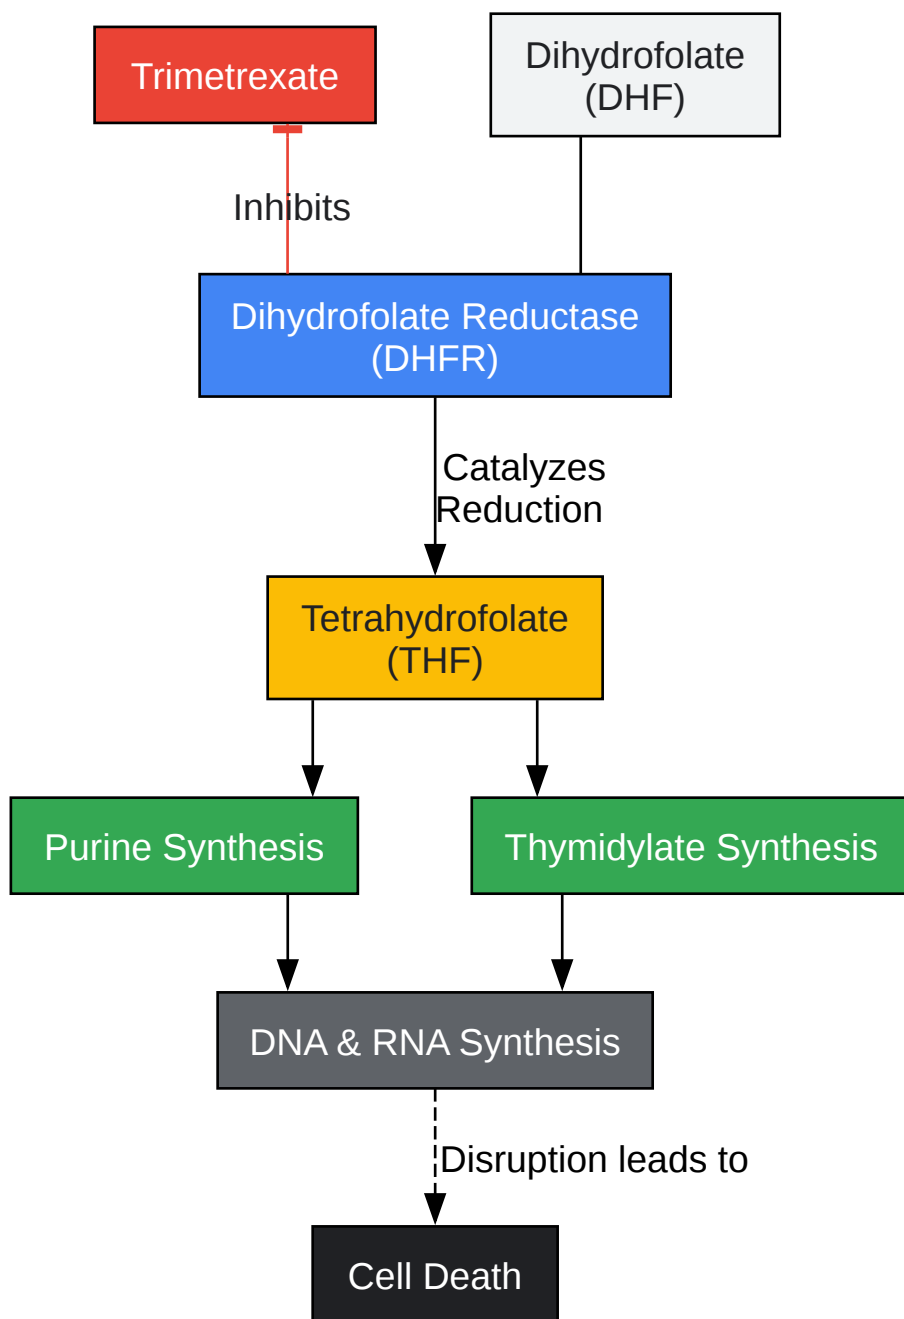 Trimetrexate
Dihydrofolate
(DHF)
Inhibits
Dihydrofolate Reductase
(DHFR)
Catalyzes
Reduction
Tetrahydrofolate
(THF)
Purine Synthesis
Thymidylate Synthesis
DNA & RNA Synthesis
Disruption leads to
Cell Death